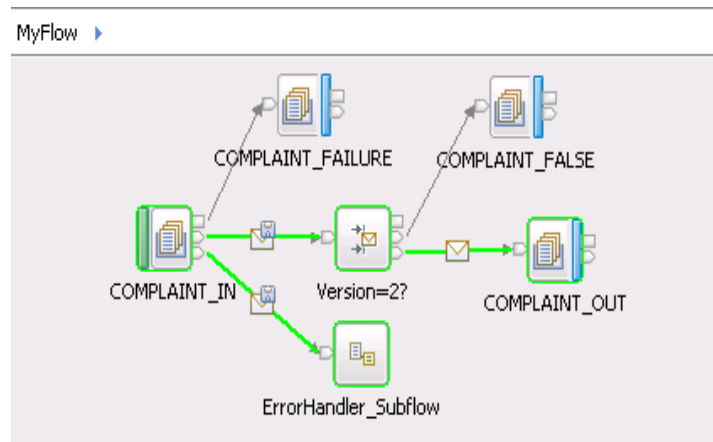 MyFlow
COMPLAINT_FAILURE
COMPLAINT_FALSE
COMPLAINT_IN
Version=2?
COMPLAINT_OUT
ErrorHandler_Subflow